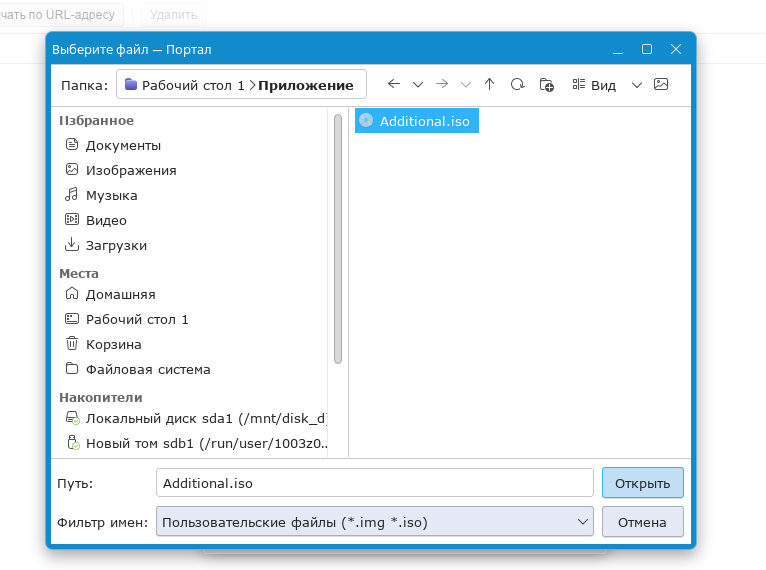 чать по URL-адресу Удалить
Выберите файл — Портал
Папка: Рабочий стол 1 Приложение Вид
Избранное
Additional.iso
Документы
Изображения
Музыка
Видео
Загрузки
Места
Домашняя
Рабочий стол 1
Корзина
Файловая система
Накопители
Локальный диск sda1 (/mnt/disk_d)
Новый том sdb1 (/run/user/1003z0...
Путь: Additional.iso Открыть
Фильтр имен: Пользовательские файлы (*.img *.iso) Отмена